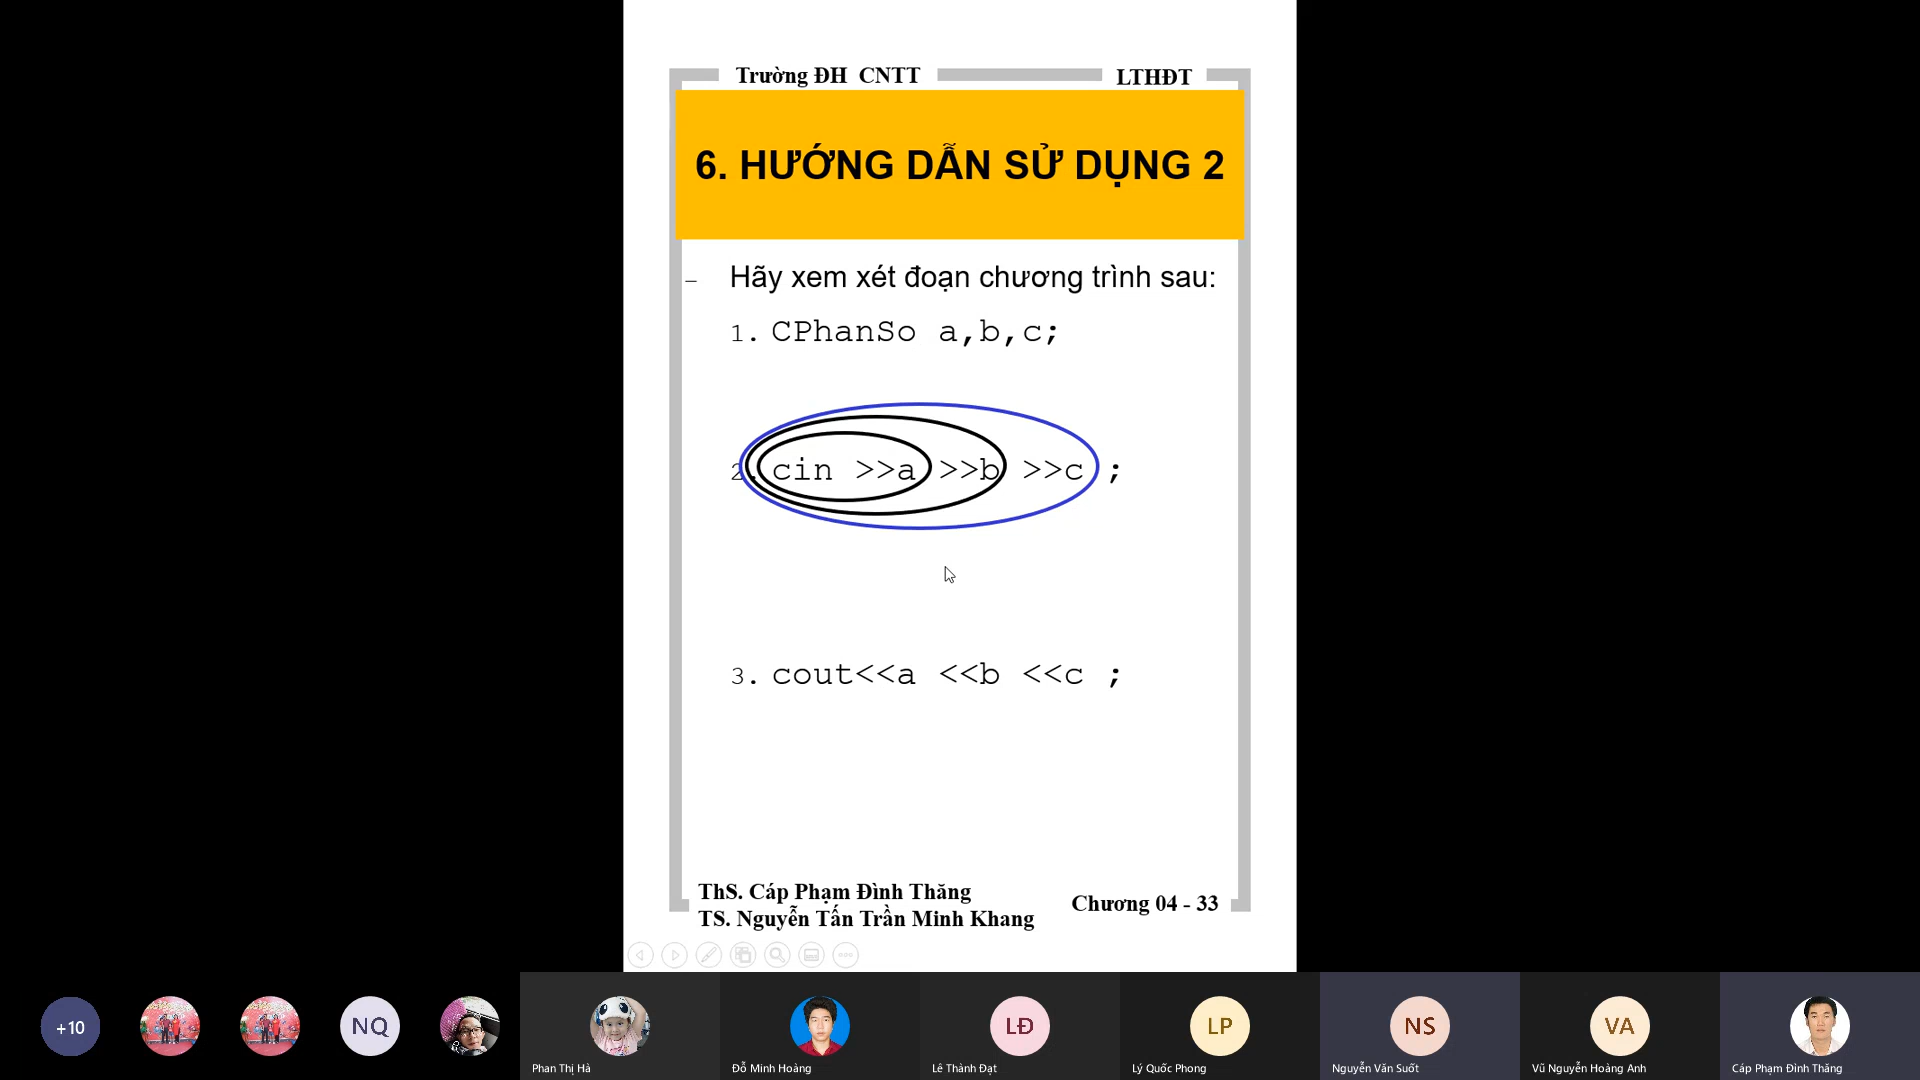 Trường ĐH CNTT
LTHĐT
6. HƯỚNG DẪN SỬ DỤNG 2
– Hãy xem xét đoạn chương trình sau:
1. CPhanSo a,b,c;
2. cin >>a >>b >>c ;
3. cout<<a <<b <<c ;
ThS. Cáp Phạm Đình Thăng
TS. Nguyễn Tấn Trần Minh Khang
Chương 04 - 33
+10
NQ
LĐ
LP
NS
VA
Phan Thị Hà
Đỗ Minh Hoàng
Lê Thành Đạt
Lý Quốc Phong
Nguyễn Văn Suốt
Vũ Nguyễn Hoàng Anh
Cáp Phạm Đình Thăng